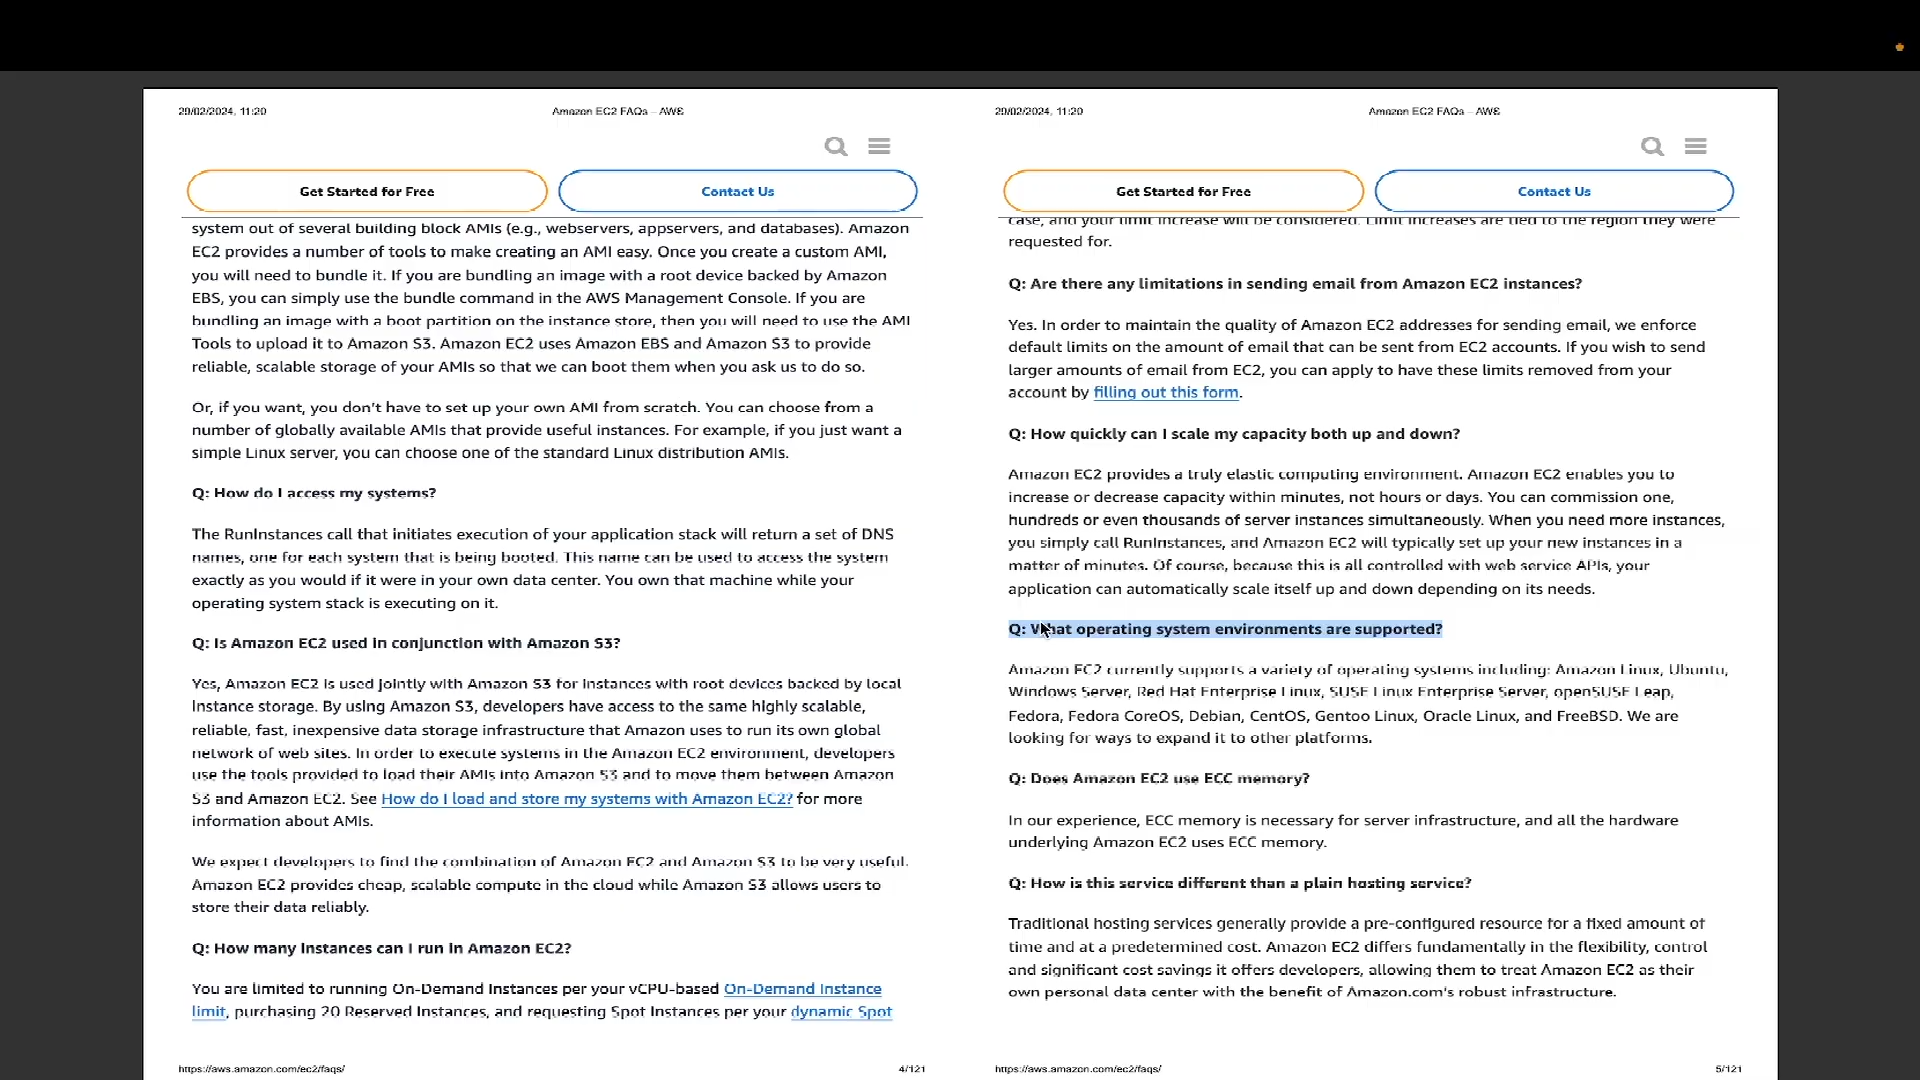 29/02/2024, 11:20
Amazon EC2 FAQs – AWS
Get Started for Free
Contact Us
system out of several building block AMIs (e.g., webservers, appservers, and databases). Amazon
EC2 provides a number of tools to make creating an AMI easy. Once you create a custom AMI,
you will need to bundle it. If you are bundling an image with a root device backed by Amazon
EBS, you can simply use the bundle command in the AWS Management Console. If you are
bundling an image with a boot partition on the instance store, then you will need to use the AMI
Tools to upload it to Amazon S3. Amazon EC2 uses Amazon EBS and Amazon S3 to provide
reliable, scalable storage of your AMIs so that we can boot them when you ask us to do so.
Or, if you want, you don’t have to set up your own AMI from scratch. You can choose from a
number of globally available AMIs that provide useful instances. For example, if you just want a
simple Linux server, you can choose one of the standard Linux distribution AMIs.
Q: How do I access my systems?
The RunInstances call that initiates execution of your application stack will return a set of DNS
names, one for each system that is being booted. This name can be used to access the system
exactly as you would if it were in your own data center. You own that machine while your
operating system stack is executing on it.
Q: Is Amazon EC2 used in conjunction with Amazon S3?
Yes, Amazon EC2 is used jointly with Amazon S3 for instances with root devices backed by local
instance storage. By using Amazon S3, developers have access to the same highly scalable,
reliable, fast, inexpensive data storage infrastructure that Amazon uses to run its own global
network of web sites. In order to execute systems in the Amazon EC2 environment, developers
use the tools provided to load their AMIs into Amazon S3 and to move them between Amazon
S3 and Amazon EC2. See How do I load and store my systems with Amazon EC2? for more
information about AMIs.
We expect developers to find the combination of Amazon EC2 and Amazon S3 to be very useful.
Amazon EC2 provides cheap, scalable compute in the cloud while Amazon S3 allows users to
store their data reliably.
Q: How many instances can I run in Amazon EC2?
You are limited to running On-Demand Instances per your vCPU-based On-Demand Instance
limit, purchasing 20 Reserved Instances, and requesting Spot Instances per your dynamic Spot
https://aws.amazon.com/ec2/faqs/
4/121
29/02/2024, 11:20
Amazon EC2 FAQs – AWS
Get Started for Free
Contact Us
case, and your limit increase will be considered. Limit increases are tied to the region they were
requested for.
Q: Are there any limitations in sending email from Amazon EC2 instances?
Yes. In order to maintain the quality of Amazon EC2 addresses for sending email, we enforce
default limits on the amount of email that can be sent from EC2 accounts. If you wish to send
larger amounts of email from EC2, you can apply to have these limits removed from your
account by filling out this form.
Q: How quickly can I scale my capacity both up and down?
Amazon EC2 provides a truly elastic computing environment. Amazon EC2 enables you to
increase or decrease capacity within minutes, not hours or days. You can commission one,
hundreds or even thousands of server instances simultaneously. When you need more instances,
you simply call RunInstances, and Amazon EC2 will typically set up your new instances in a
matter of minutes. Of course, because this is all controlled with web service APIs, your
application can automatically scale itself up and down depending on its needs.
Q: What operating system environments are supported?
Amazon EC2 currently supports a variety of operating systems including: Amazon Linux, Ubuntu,
Windows Server, Red Hat Enterprise Linux, SUSE Linux Enterprise Server, openSUSE Leap,
Fedora, Fedora CoreOS, Debian, CentOS, Gentoo Linux, Oracle Linux, and FreeBSD. We are
looking for ways to expand it to other platforms.
Q: Does Amazon EC2 use ECC memory?
In our experience, ECC memory is necessary for server infrastructure, and all the hardware
underlying Amazon EC2 uses ECC memory.
Q: How is this service different than a plain hosting service?
Traditional hosting services generally provide a pre-configured resource for a fixed amount of
time and at a predetermined cost. Amazon EC2 differs fundamentally in the flexibility, control
and significant cost savings it offers developers, allowing them to treat Amazon EC2 as their
own personal data center with the benefit of Amazon.com’s robust infrastructure.
https://aws.amazon.com/ec2/faqs/
5/121